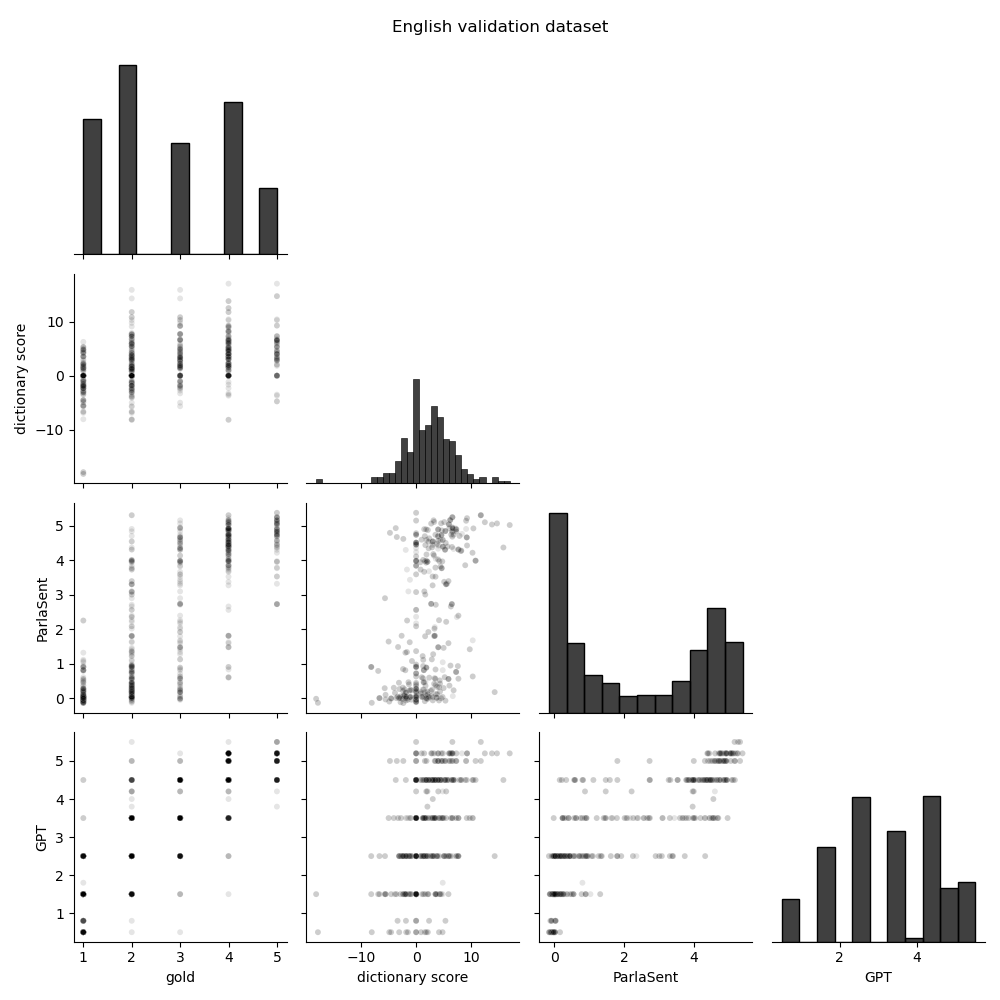 English validation dataset
dictionary score
10
0
−10
ParlaSent
5
4
3
2
1
0
GPT
5
4
3
2
1
1 2 3 4 5
−10 0 10
0 2 4
2 4
gold
dictionary score
ParlaSent
GPT